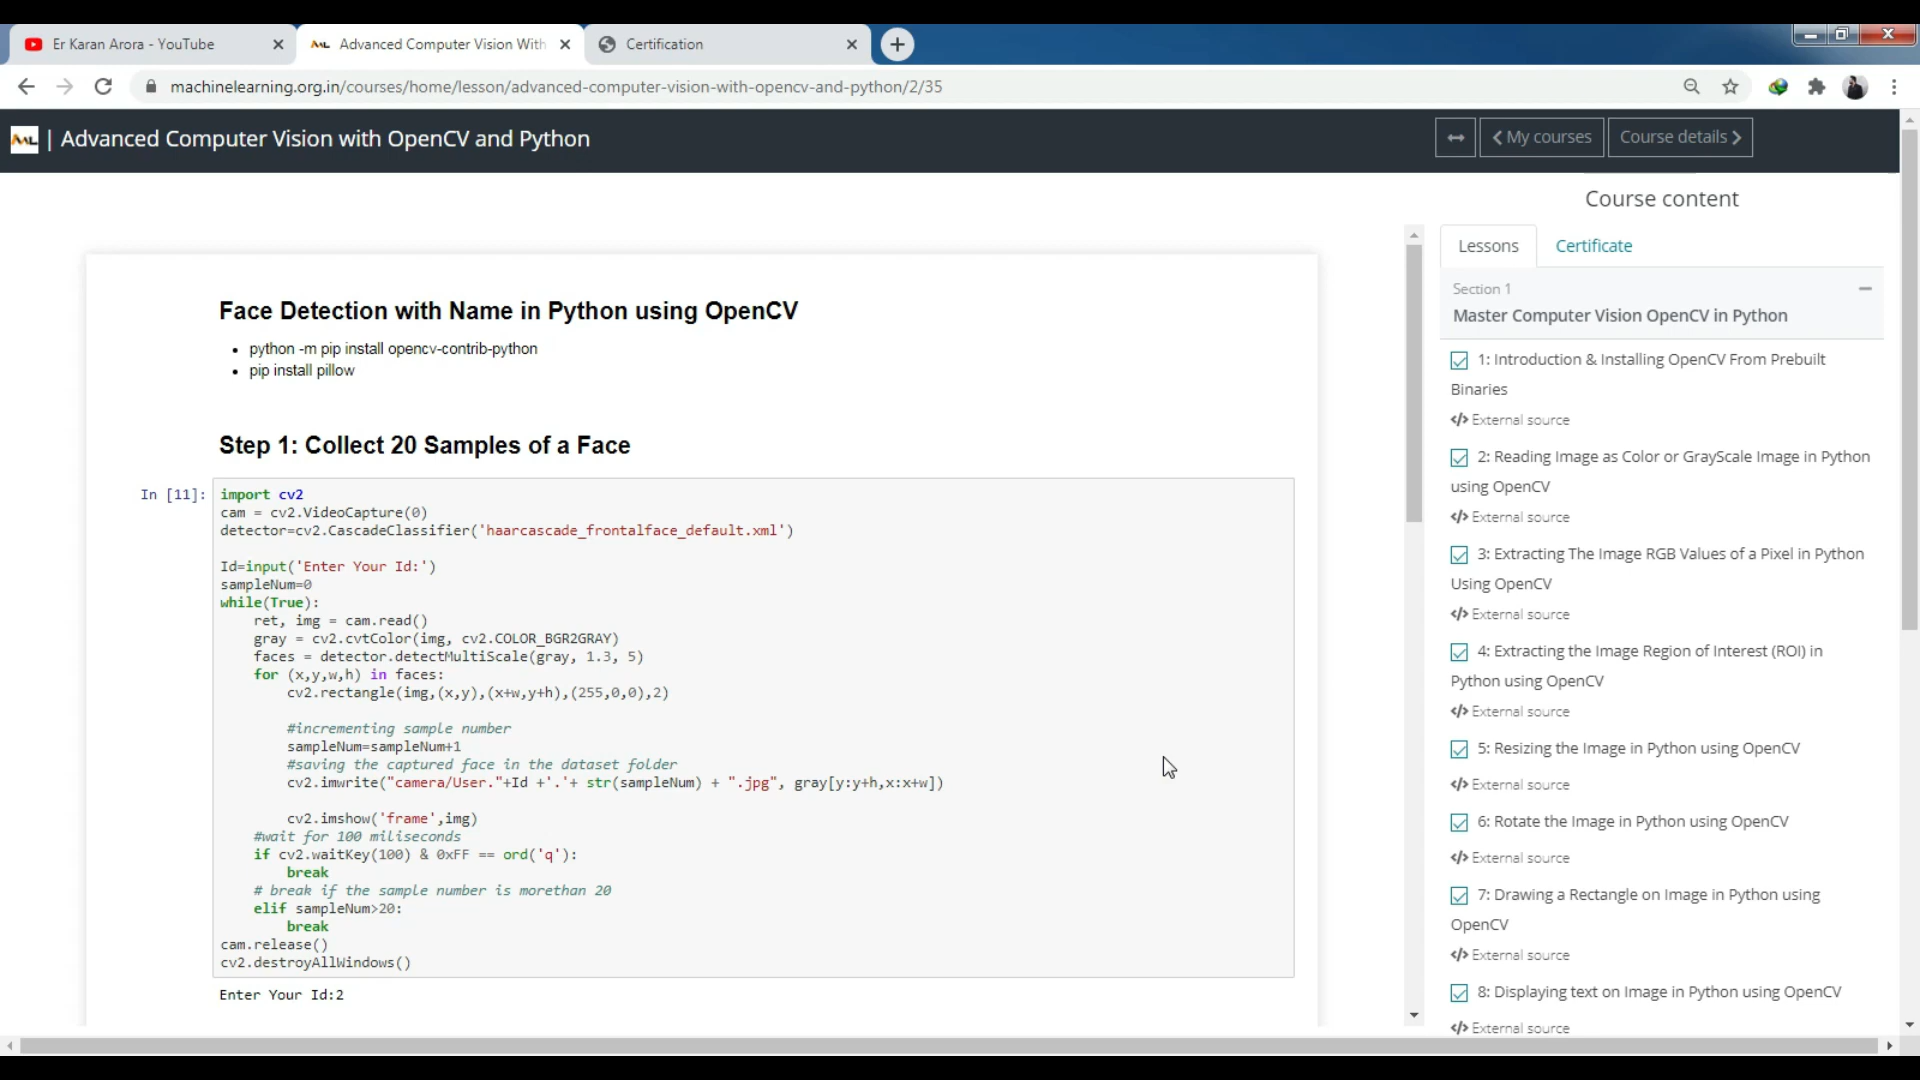 Er Karan Arora - YouTube
Advanced Computer Vision With
Certification
machinelearning.org.in/courses/home/lesson/advanced-computer-vision-with-opencv-and-python/2/35
| Advanced Computer Vision with OpenCV and Python
My courses
Course details
Face Detection with Name in Python using OpenCV
• python -m pip install opencv-contrib-python
• pip install pillow
Step 1: Collect 20 Samples of a Face
In [11]:
import cv2
cam = cv2.VideoCapture(0)
detector=cv2.CascadeClassifier('haarcascade_frontalface_default.xml')
Id=input('Enter Your Id:')
sampleNum=0
while(True):
    ret, img = cam.read()
    gray = cv2.cvtColor(img, cv2.COLOR_BGR2GRAY)
    faces = detector.detectMultiScale(gray, 1.3, 5)
    for (x,y,w,h) in faces:
        cv2.rectangle(img,(x,y),(x+w,y+h),(255,0,0),2)
        #incrementing sample number
        sampleNum=sampleNum+1
        #saving the captured face in the dataset folder
        cv2.imwrite("camera/User."+Id +'.'+ str(sampleNum) + ".jpg", gray[y:y+h,x:x+w])
        cv2.imshow('frame',img)
    #wait for 100 miliseconds
    if cv2.waitKey(100) & 0xFF == ord('q'):
        break
    # break if the sample number is morethan 20
    elif sampleNum>20:
        break
cam.release()
cv2.destroyAllWindows()
Enter Your Id:2
Course content
Lessons
Certificate
Section 1
Master Computer Vision OpenCV in Python
1: Introduction & Installing OpenCV From Prebuilt
Binaries
External source
2: Reading Image as Color or GrayScale Image in Python
using OpenCV
External source
3: Extracting The Image RGB Values of a Pixel in Python
Using OpenCV
External source
4: Extracting the Image Region of Interest (ROI) in
Python using OpenCV
External source
5: Resizing the Image in Python using OpenCV
External source
6: Rotate the Image in Python using OpenCV
External source
7: Drawing a Rectangle on Image in Python using
OpenCV
External source
8: Displaying text on Image in Python using OpenCV
External source